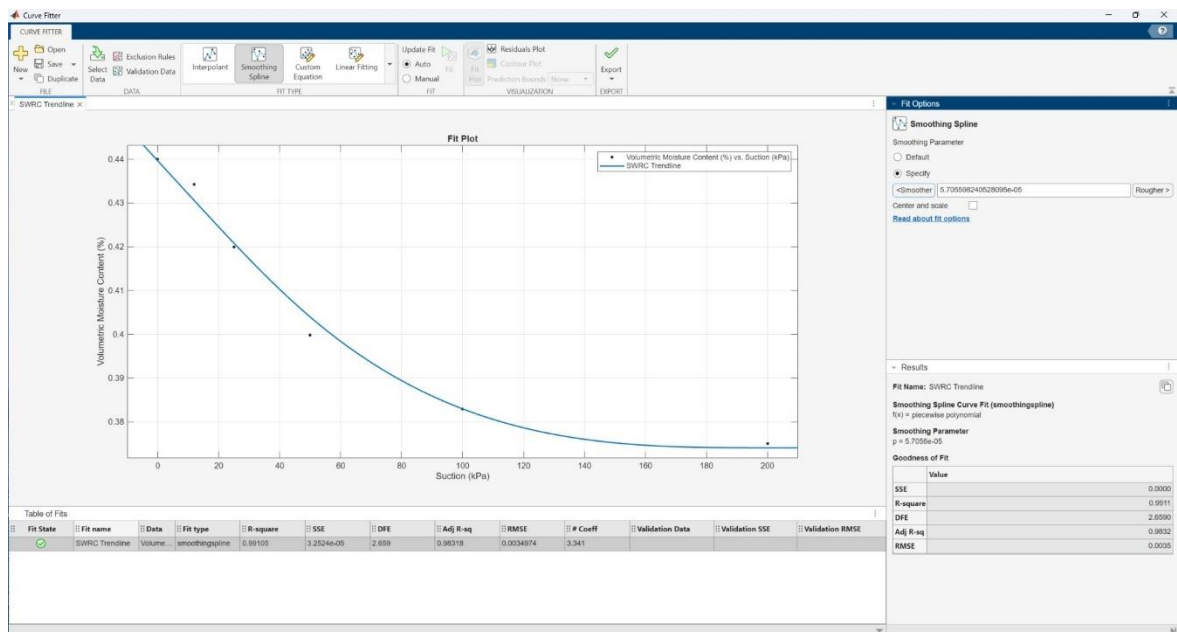 Curve Fitter
CURVE FITTER
New
Open
Save
Duplicate
FILE
Select Data
Exclusion Rules
Validation Data
DATA
Interpolant
Smoothing Spline
Custom Equation
Linear Fitting
FIT TYPE
Update Fit
Auto
Manual
Fit
FIT
Fit Plot
Residuals Plot
Contour Plot
Prediction Bounds None
VISUALIZATION
Export
EXPORT
SWRC Trendline
Fit Plot
Volumetric Moisture Content (%) vs. Suction (kPa)
SWRC Trendline
0.44
0.43
0.42
0.41
0.4
0.39
0.38
Volumetric Moisture Content (%)
0 20 40 60 80 100 120 140 160 180 200
Suction (kPa)
Table of Fits
Fit State Fit name Data Fit type R-square SSE DFE Adj R-sq RMSE # Coeff Validation Data Validation SSE Validation RMSE
SWRC Trendline Volume... smoothingspline 0.99105 3.2524e-05 2.659 0.98318 0.0034974 3.341
Fit Options
Smoothing Spline
Smoothing Parameter
Default
Specify
<Smoother 5.705598240528095e-05 Rougher >
Center and scale
Read about fit options
Results
Fit Name: SWRC Trendline
Smoothing Spline Curve Fit (smoothingspline)
f(x) = piecewise polynomial
Smoothing Parameter
p = 5.7056e-05
Goodness of Fit
Value
SSE 0.0000
R-square 0.9911
DFE 2.6590
Adj R-sq 0.9832
RMSE 0.0035